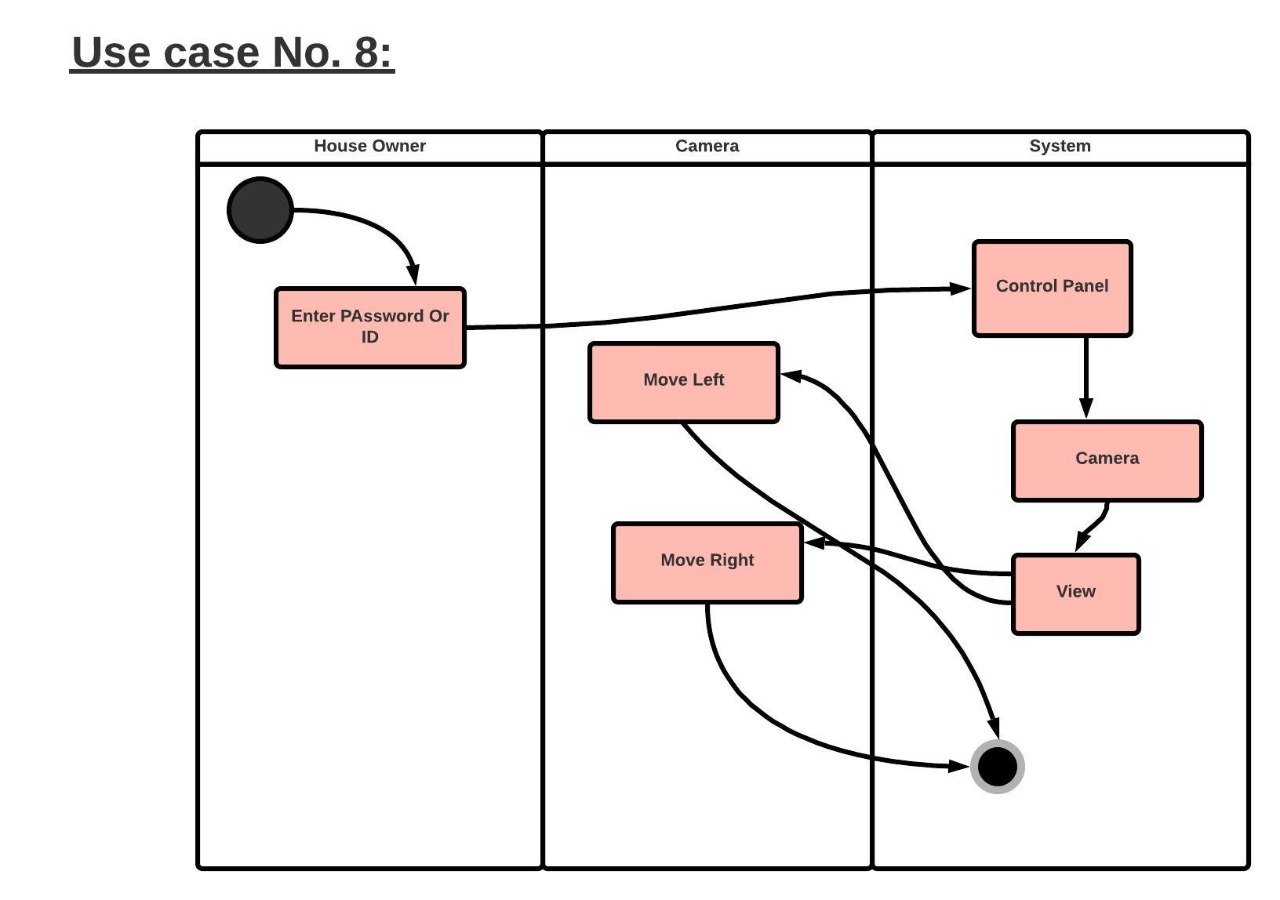 Use case No. 8:
House Owner
Camera
System
Enter PAssword Or
ID
Control Panel
Move Left
Camera
Move Right
View